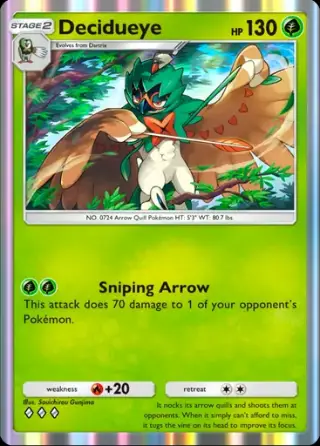 STAGE 2 Decidueye HP 130
Evolves from Dartrix
NO. 0724 Arrow Quill Pokémon HT: 5'3" WT: 80.7 lbs
Sniping Arrow
This attack does 70 damage to 1 of your opponent's
Pokémon.
weakness +20 retreat
Illus. Souichirou Gunjima
It nocks its arrow quills and shoots them at
opponents. When it simply can't afford to miss,
it tugs the vine on its head to improve its focus.